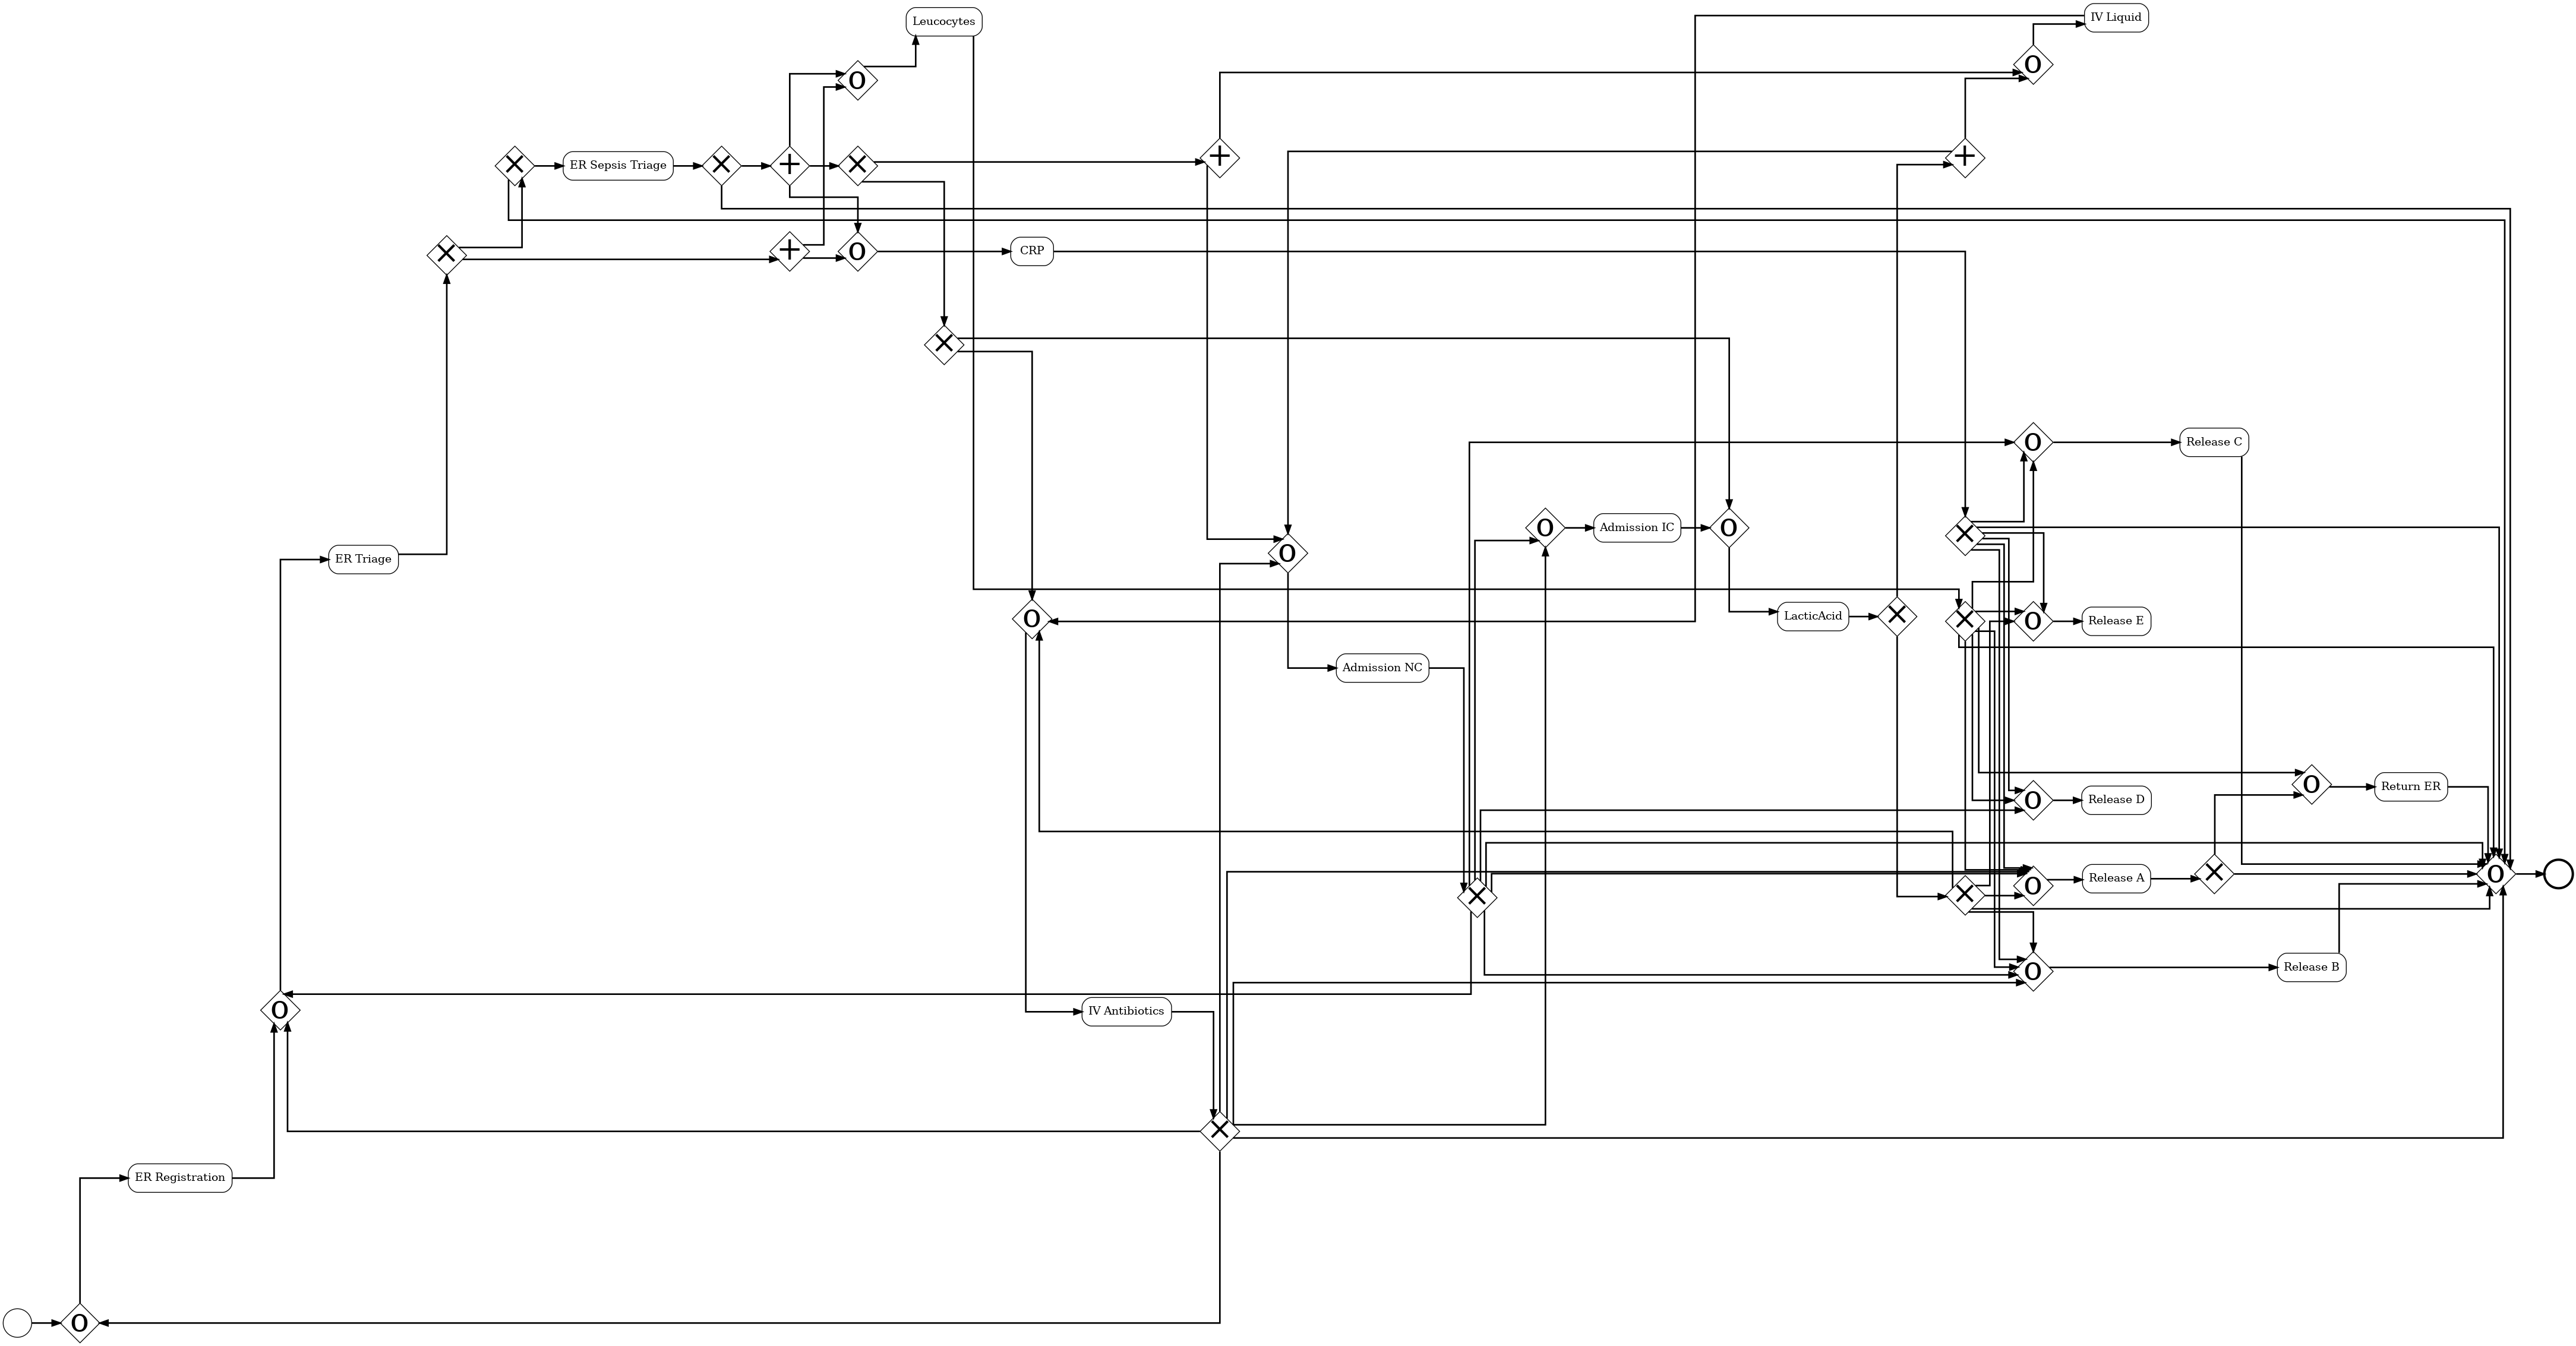 Leucocytes
IV Liquid
ER Sepsis Triage
CRP
Release C
Admission IC
ER Triage
LacticAcid
Release E
Admission NC
Return ER
Release D
Release A
Release B
IV Antibiotics
ER Registration